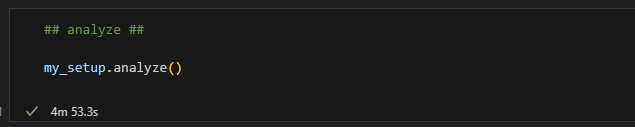 ## analyze ##
my_setup.analyze()
4m 53.3s